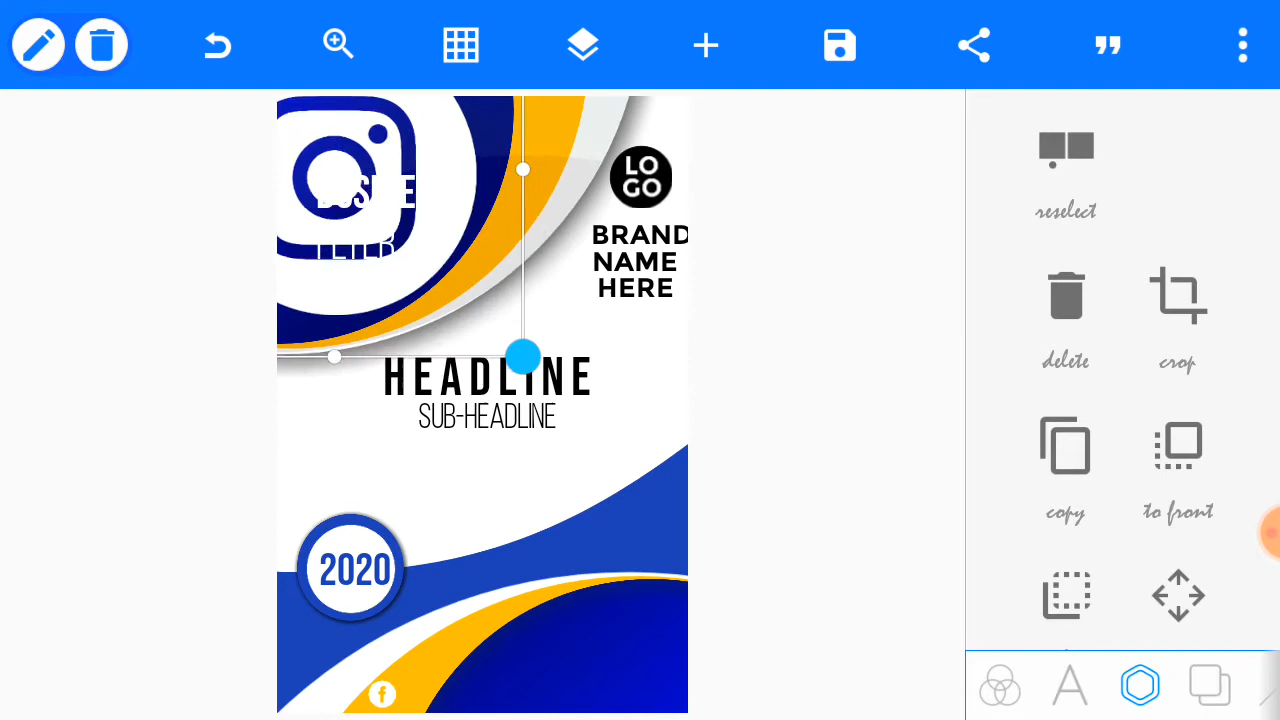 LO
GO
BRAND
NAME
HERE
HEADLINE
SUB-HEADLINE
2020
reselect
delete
crop
copy
to front